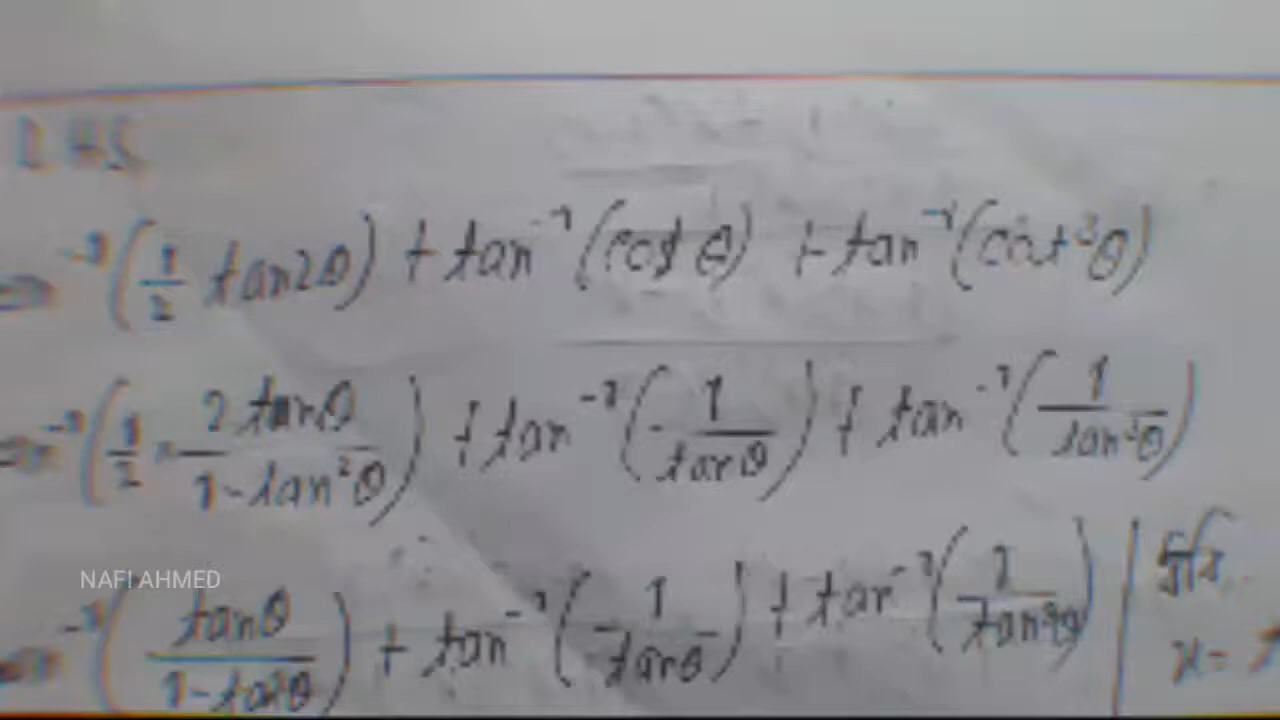 L.H.S
tan⁻¹(1/2 tan2θ) + tan⁻¹(cot θ) + tan⁻¹(cot³θ)
tan⁻¹(1/2 · 2tanθ/1-tan²θ) + tan⁻¹(1/tanθ) + tan⁻¹(1/tan³θ)
NAFI AHMED
tan⁻¹(tanθ/1-tan²θ) + tan⁻¹(1/tanθ) + tan⁻¹(1/tan³θ) | ধরি
x =